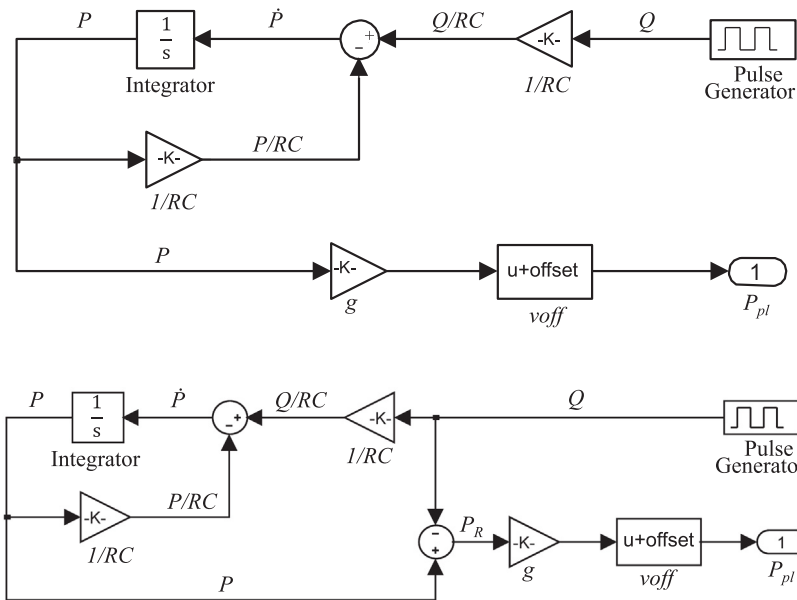 P
1
s
Integrator
Ṗ
+
-
Q/RC
-K-
1/RC
Q
Pulse
Generator
-K-
1/RC
P/RC
P
-K-
g
u+offset
voff
1
P_pl
P
1
s
Integrator
Ṗ
+
-
Q/RC
-K-
1/RC
Q
Pulse
Generato
-K-
1/RC
P/RC
P
-
+
P_R
-K-
g
u+offset
voff
1
P_pl